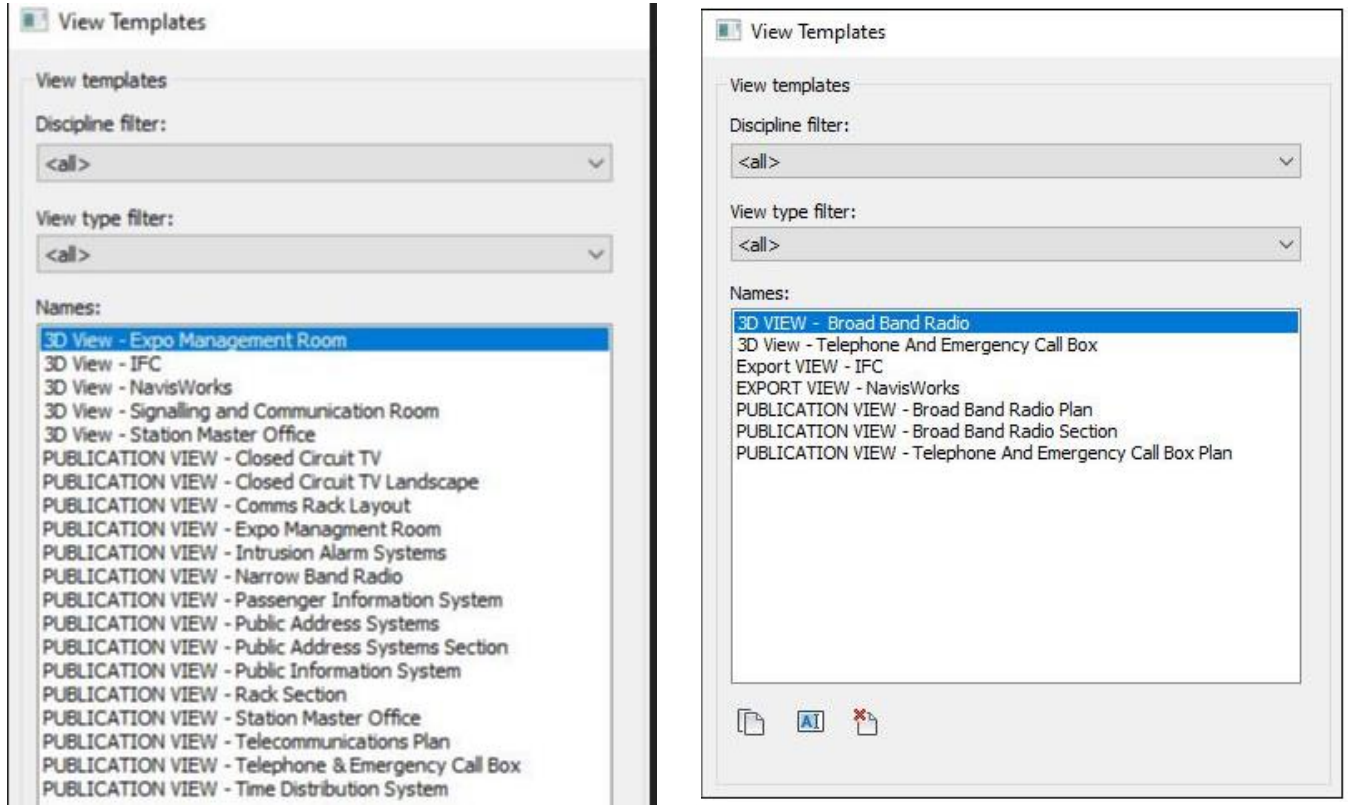 View Templates
View templates
Discipline filter:
<all>
View type filter:
<all>
Names:
3D View - Expo Management Room
3D View - IFC
3D View - NavisWorks
3D View - Signalling and Communication Room
3D View - Station Master Office
PUBLICATION VIEW - Closed Circuit TV
PUBLICATION VIEW - Closed Circuit TV Landscape
PUBLICATION VIEW - Comms Rack Layout
PUBLICATION VIEW - Expo Managment Room
PUBLICATION VIEW - Intrusion Alarm Systems
PUBLICATION VIEW - Narrow Band Radio
PUBLICATION VIEW - Passenger Information System
PUBLICATION VIEW - Public Address Systems
PUBLICATION VIEW - Public Address Systems Section
PUBLICATION VIEW - Public Information System
PUBLICATION VIEW - Rack Section
PUBLICATION VIEW - Station Master Office
PUBLICATION VIEW - Telecommunications Plan
PUBLICATION VIEW - Telephone & Emergency Call Box
PUBLICATION VIEW - Time Distribution System
View Templates
View templates
Discipline filter:
<all>
View type filter:
<all>
Names:
3D VIEW - Broad Band Radio
3D View - Telephone And Emergency Call Box
Export VIEW - IFC
EXPORT VIEW - NavisWorks
PUBLICATION VIEW - Broad Band Radio Plan
PUBLICATION VIEW - Broad Band Radio Section
PUBLICATION VIEW - Telephone And Emergency Call Box Plan
AI